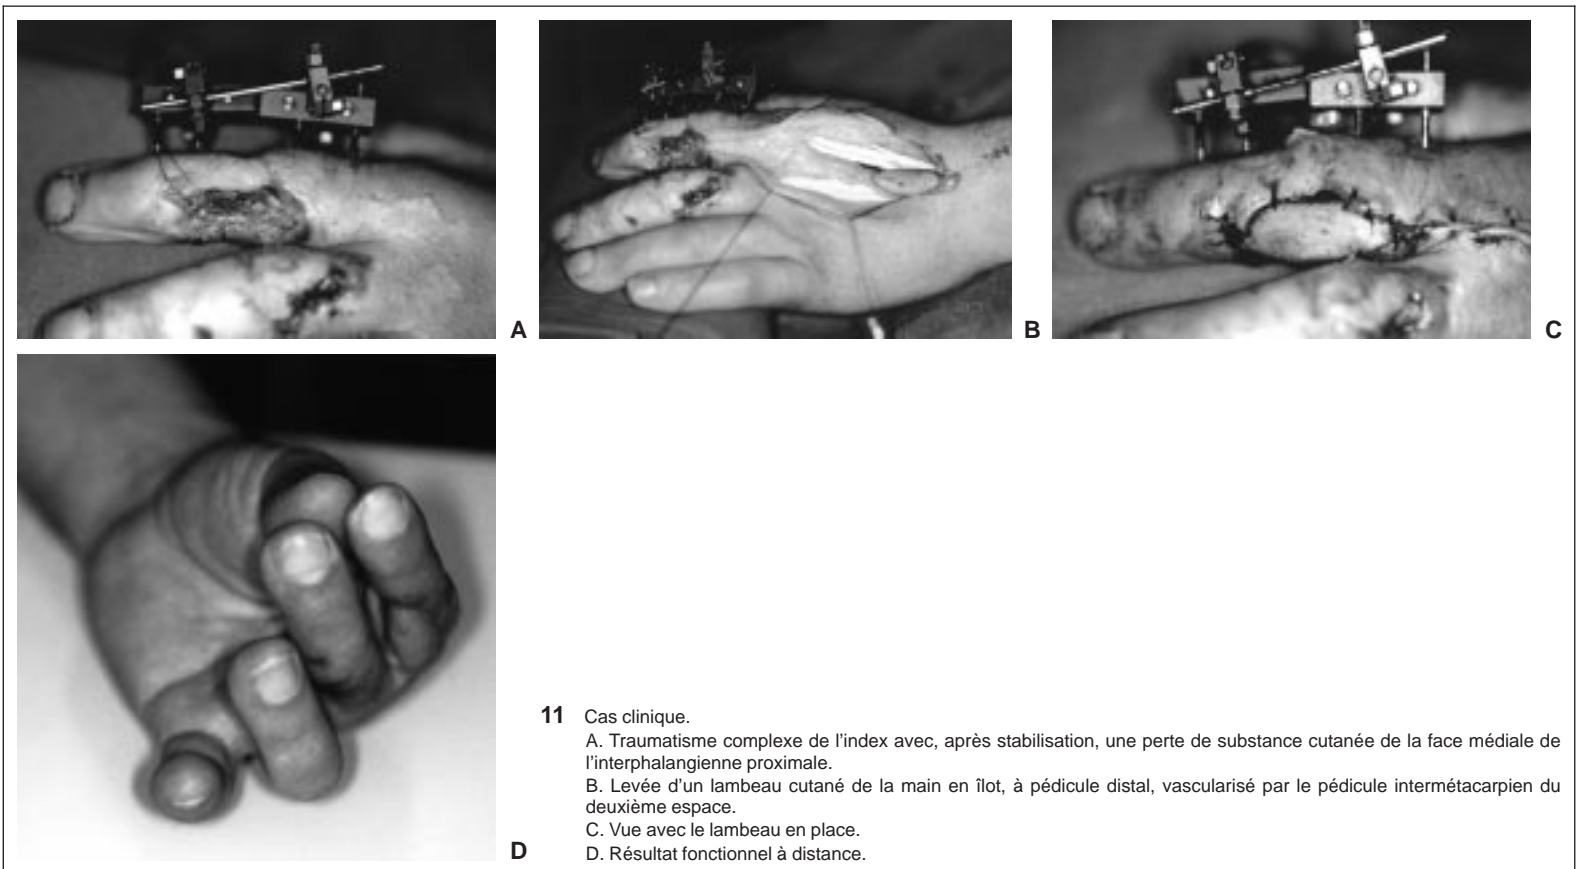 A
B
C
D
11 Cas clinique.
A. Traumatisme complexe de l'index avec, après stabilisation, une perte de substance cutanée de la face médiale de
l'interphalangienne proximale.
B. Levée d'un lambeau cutané de la main en îlot, à pédicule distal, vascularisé par le pédicule intermétacarpien du
deuxième espace.
C. Vue avec le lambeau en place.
D. Résultat fonctionnel à distance.